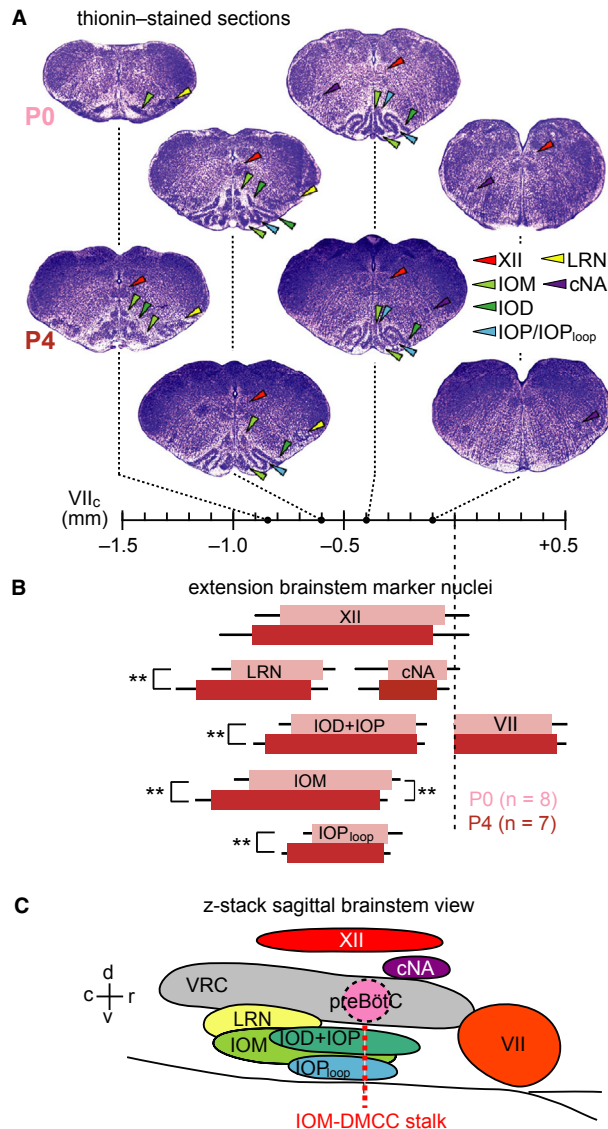 A
thionin–stained sections
P0
P4
XII
LRN
IOM
cNA
IOD
IOP/IOPloop
VIIc
(mm)
–1.5
–1.0
–0.5
+0.5
B
extension brainstem marker nuclei
XII
**
LRN
cNA
**
IOD+IOP
VII
**
IOM
**
P0 (n = 8)
P4 (n = 7)
**
IOPloop
C
z-stack sagittal brainstem view
XII
cNA
d
c
r
v
VRC
preBötC
LRN
IOD+IOP
IOM
VII
IOPloop
IOM-DMCC stalk